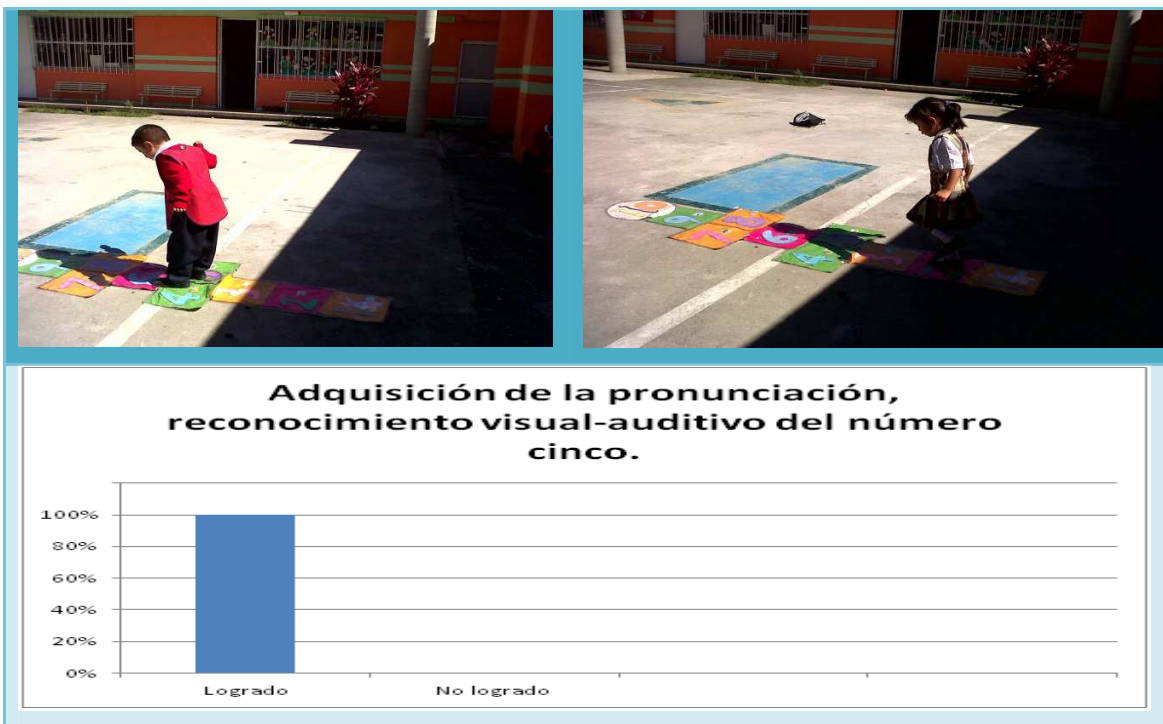 Adquisición de la pronunciación,
reconocimiento visual-auditivo del número
cinco.
100%
80%
60%
40%
20%
0%
Logrado No logrado